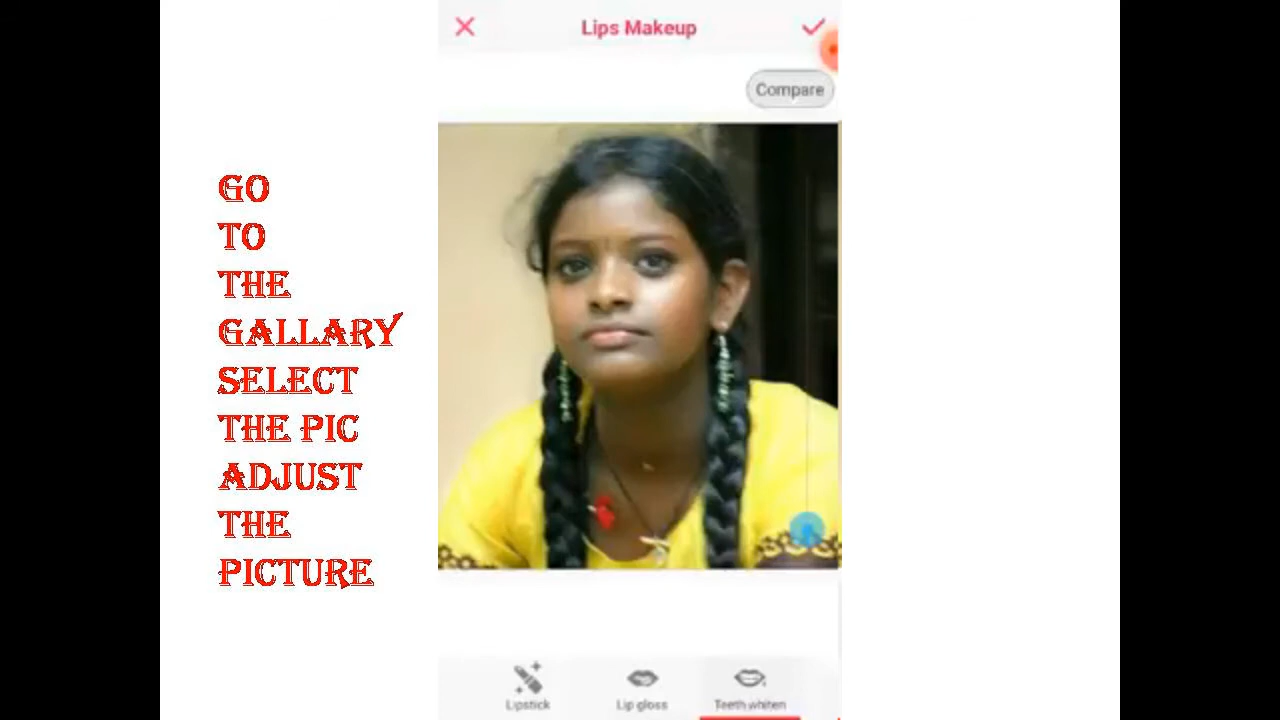 Lips Makeup
Compare
GO
TO
THE
GALLARY
SELECT
THE PIC
ADJUST
THE
PICTURE
Lipstick
Lip gloss
Teeth whiten